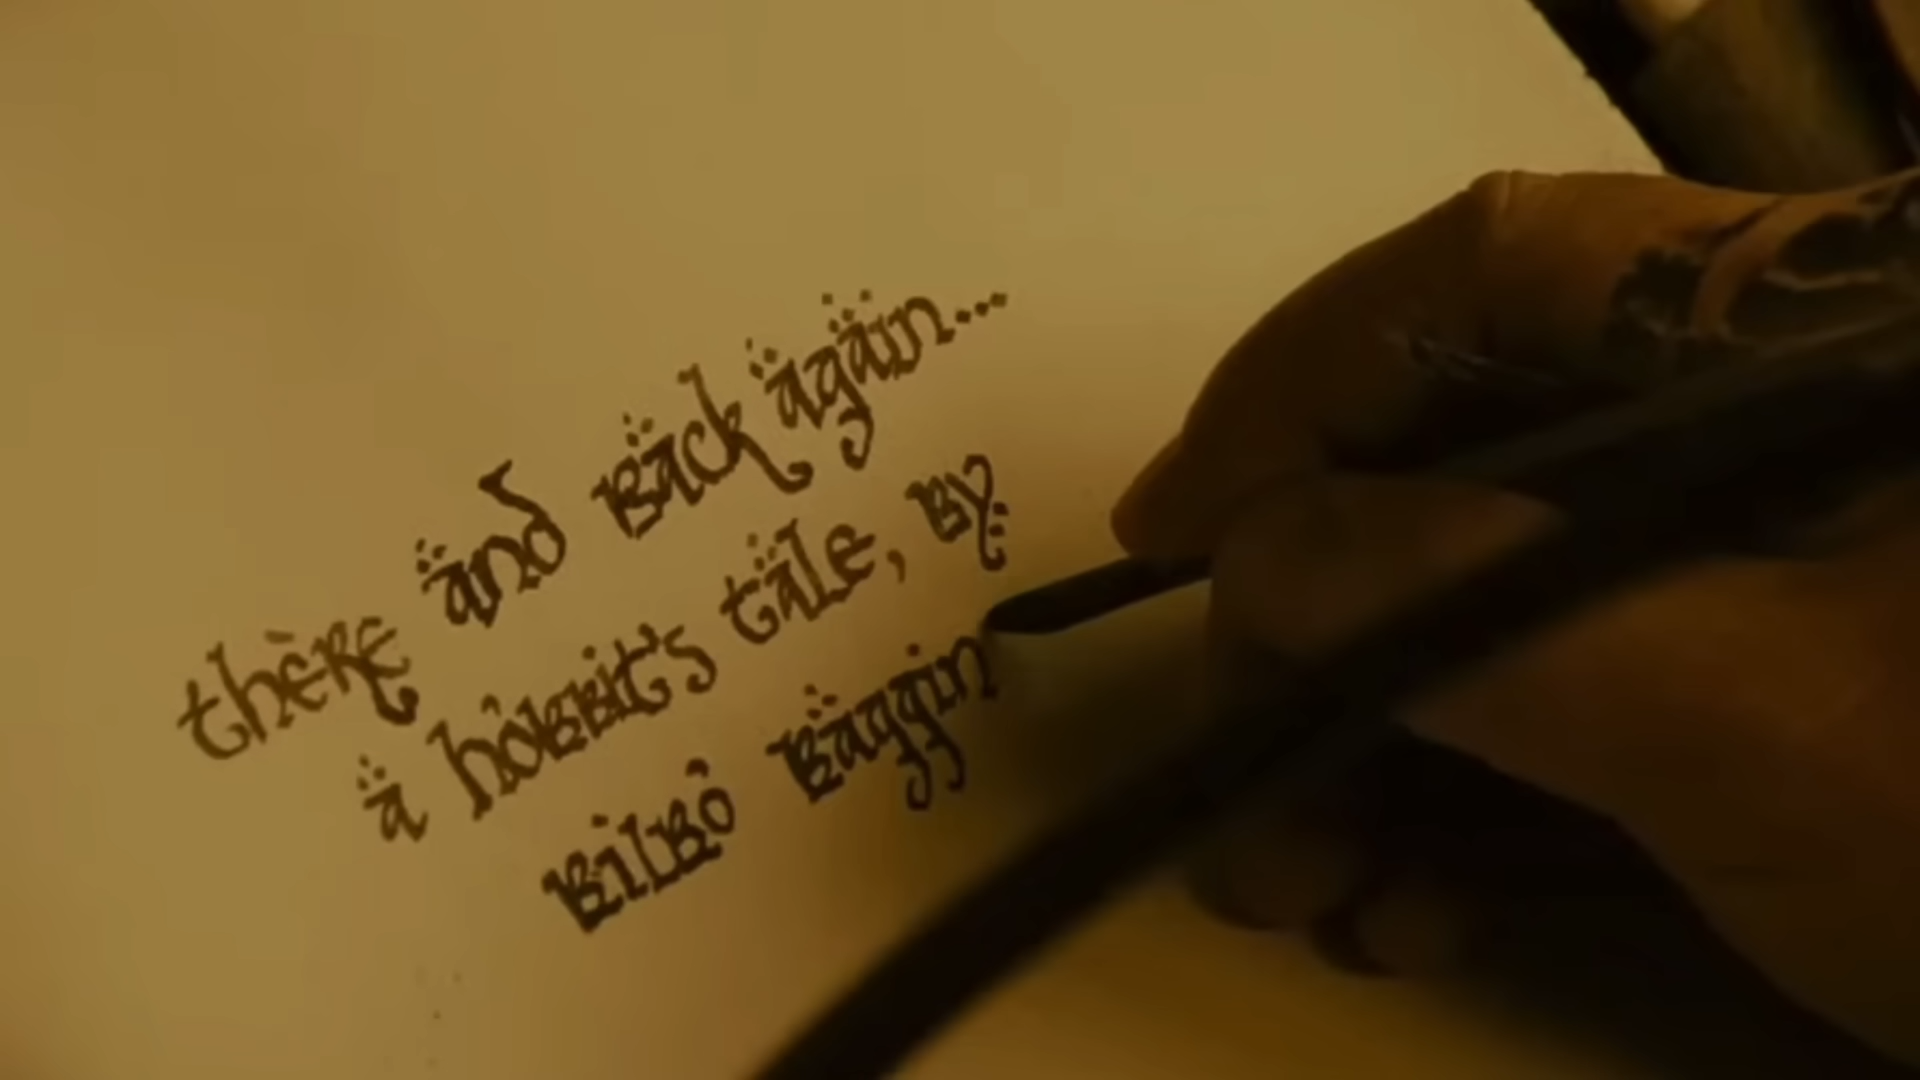 there and back again...
a hobbit's tale, by
bilbo baggin